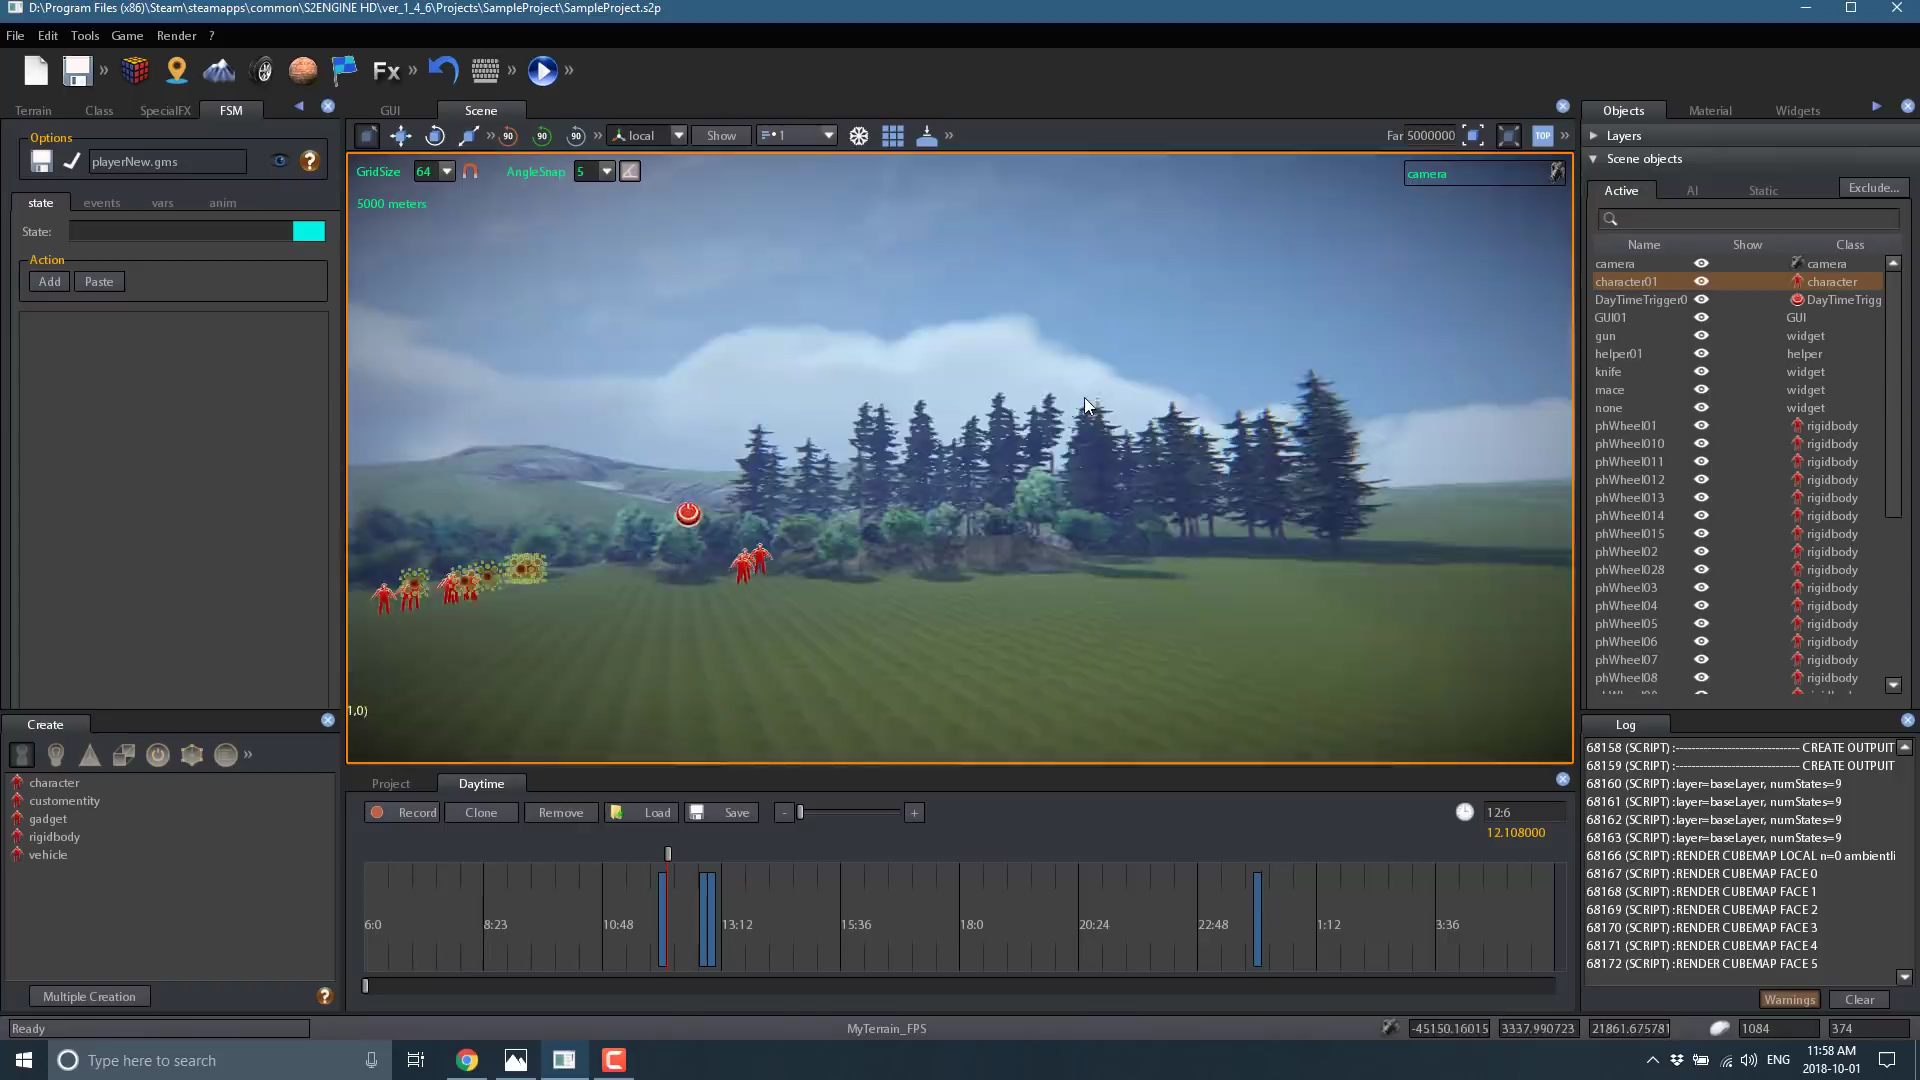 D:\Program Files (x86)\Steam\steamapps\common\S2ENGINE HD\ver_1_4_6\Projects\SampleProject\SampleProject.s2p
File Edit Tools Game Render ?
Fx
Terrain Class SpecialFX FSM
Options
playerNew.gms
state events vars anim
State:
Action
Add Paste
GUI Scene
90 90 90 local Show 1 Far 5000000 TOP
GridSize 64 AngleSnap 5
camera
5000 meters
1,0)
Objects Material Widgets
Layers
Scene objects
Active AI Static Exclude...
Name Show Class
camera camera
character01 character
DayTimeTrigger0 DayTimeTrigg
GUI01 GUI
gun widget
helper01 helper
knife widget
mace widget
none widget
phWheel01 rigidbody
phWheel010 rigidbody
phWheel011 rigidbody
phWheel012 rigidbody
phWheel013 rigidbody
phWheel014 rigidbody
phWheel015 rigidbody
phWheel02 rigidbody
phWheel028 rigidbody
phWheel03 rigidbody
phWheel04 rigidbody
phWheel05 rigidbody
phWheel06 rigidbody
phWheel07 rigidbody
phWheel08 rigidbody
Create
character
customentity
gadget
rigidbody
vehicle
Multiple Creation
Project Daytime
Record Clone Remove Load Save - +
12:6
12.108000
6:0 8:23 10:48 13:12 15:36 18:0 20:24 22:48 1:12 3:36
Log
68158 (SCRIPT) :------------------------------- CREATE OUTPUIT
68159 (SCRIPT) :------------------------------- CREATE OUTPUIT
68160 (SCRIPT) :layer=baseLayer, numStates=9
68161 (SCRIPT) :layer=baseLayer, numStates=9
68162 (SCRIPT) :layer=baseLayer, numStates=9
68163 (SCRIPT) :layer=baseLayer, numStates=9
68166 (SCRIPT) :RENDER CUBEMAP LOCAL n=0 ambientli
68167 (SCRIPT) :RENDER CUBEMAP FACE 0
68168 (SCRIPT) :RENDER CUBEMAP FACE 1
68169 (SCRIPT) :RENDER CUBEMAP FACE 2
68170 (SCRIPT) :RENDER CUBEMAP FACE 3
68171 (SCRIPT) :RENDER CUBEMAP FACE 4
68172 (SCRIPT) :RENDER CUBEMAP FACE 5
Warnings Clear
Ready MyTerrain_FPS -45150.16015 3337.990723 21861.675781 1084 374
Type here to search
ENG
11:58 AM
2018-10-01